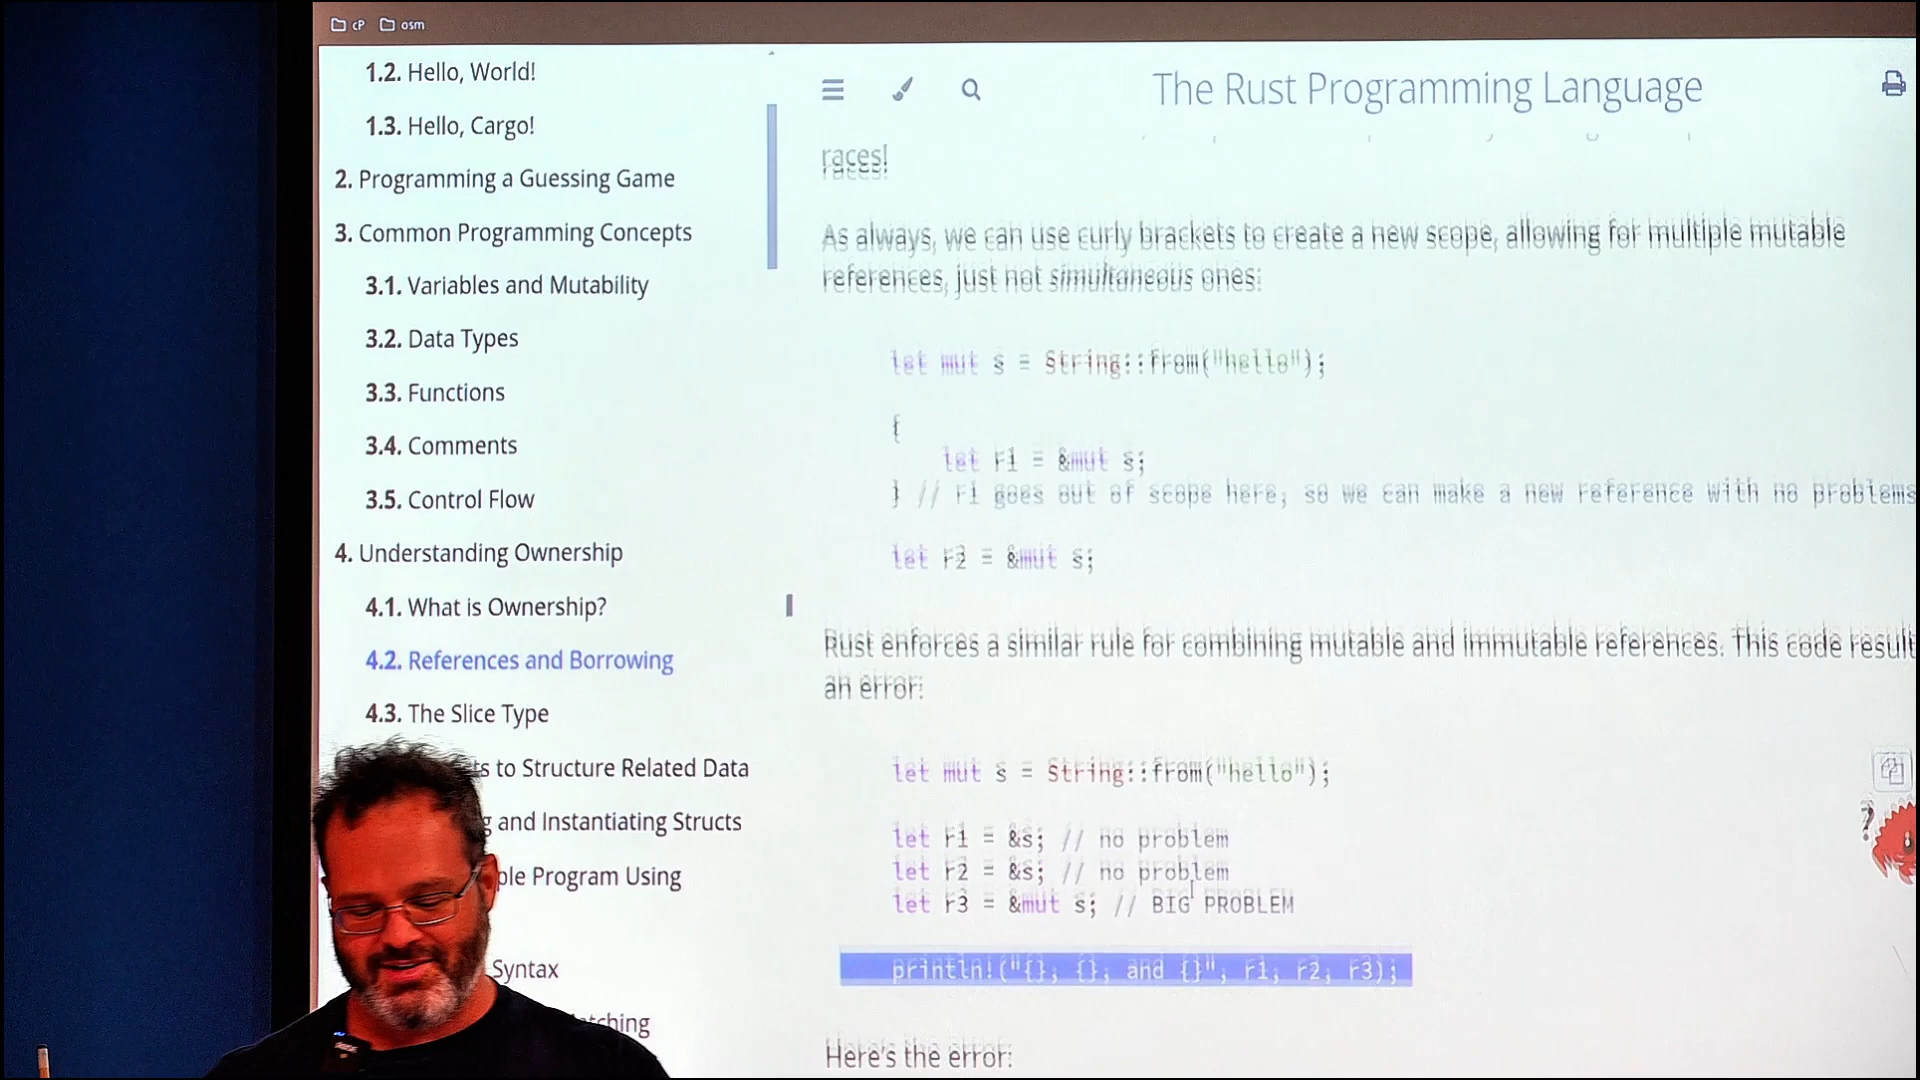 cP osm
1.2. Hello, World!
1.3. Hello, Cargo!
2. Programming a Guessing Game
3. Common Programming Concepts
3.1. Variables and Mutability
3.2. Data Types
3.3. Functions
3.4. Comments
3.5. Control Flow
4. Understanding Ownership
4.1. What is Ownership?
4.2. References and Borrowing
4.3. The Slice Type
ts to Structure Related Data
g and Instantiating Structs
ple Program Using
Syntax
atching
The Rust Programming Language
races!
As always, we can use curly brackets to create a new scope, allowing for multiple mutable
references, just not simultaneous ones:
let mut s = String::from("hello");
{
let r1 = &mut s;
} // r1 goes out of scope here, so we can make a new reference with no problems
let r2 = &mut s;
Rust enforces a similar rule for combining mutable and immutable references. This code result
an error:
let mut s = String::from("hello");
let r1 = &s; // no problem
let r2 = &s; // no problem
let r3 = &mut s; // BIG PROBLEM
println!("{}, {}, and {}", r1, r2, r3);
?
Here's the error: